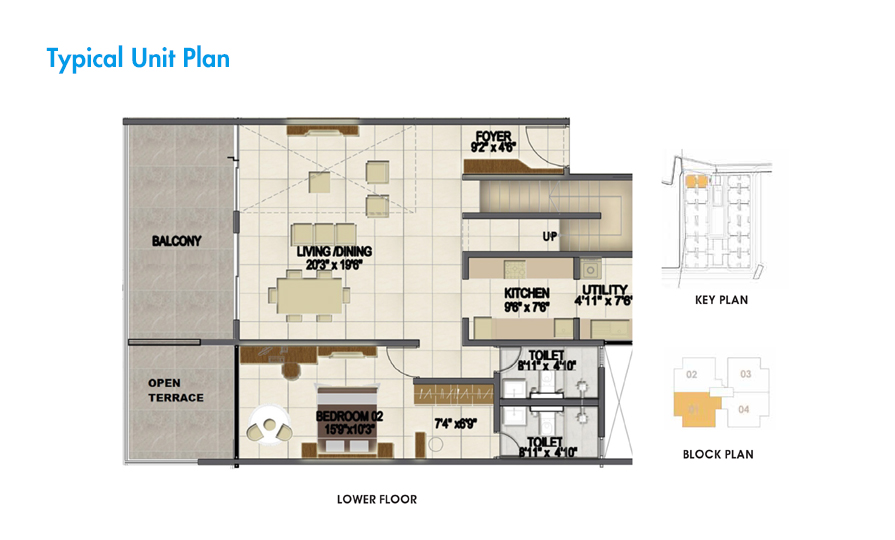 Typical Unit Plan
FOYER
9'2" x 4'6"
BALCONY
UP
LIVING /DINING
20'3" x 19'6"
KITCHEN
9'6" x 7'6"
UTILITY
4'11" x 7'6"
KEY PLAN
OPEN
TERRACE
TOILET
8'11" x 4'10"
BEDROOM 02
15'9"x10'3"
7'4" x6'9"
TOILET
8'11" x 4'10"
02
03
01
04
BLOCK PLAN
LOWER FLOOR